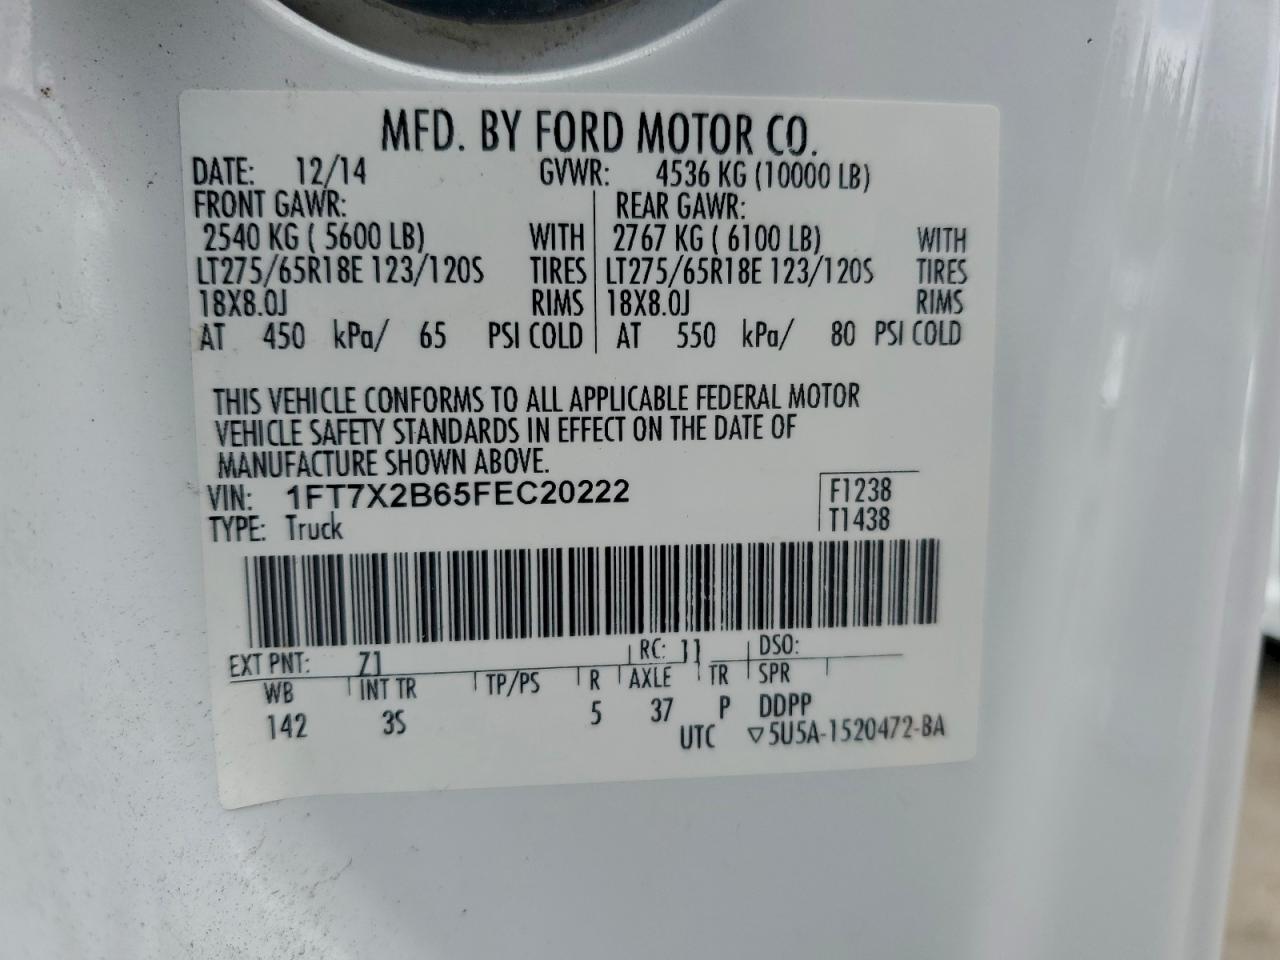 MFD. BY FORD MOTOR CO.
DATE: 12/14 GVWR: 4536 KG (10000 LB)
FRONT GAWR: REAR GAWR:
2540 KG ( 5600 LB) WITH 2767 KG ( 6100 LB) WITH
LT275/65R18E 123/120S TIRES LT275/65R18E 123/120S TIRES
18X8.0J RIMS 18X8.0J RIMS
AT 450 kPa/ 65 PSI COLD AT 550 kPa/ 80 PSI COLD
THIS VEHICLE CONFORMS TO ALL APPLICABLE FEDERAL MOTOR
VEHICLE SAFETY STANDARDS IN EFFECT ON THE DATE OF
MANUFACTURE SHOWN ABOVE.
VIN: 1FT7X2B65FEC20222 F1238
TYPE: Truck T1438
EXT PNT: Z1 RC: 11 DSO:
WB INT TR TP/PS R AXLE TR SPR
142 3S 5 37 P DDPP
UTC ▽5U5A-1520472-BA